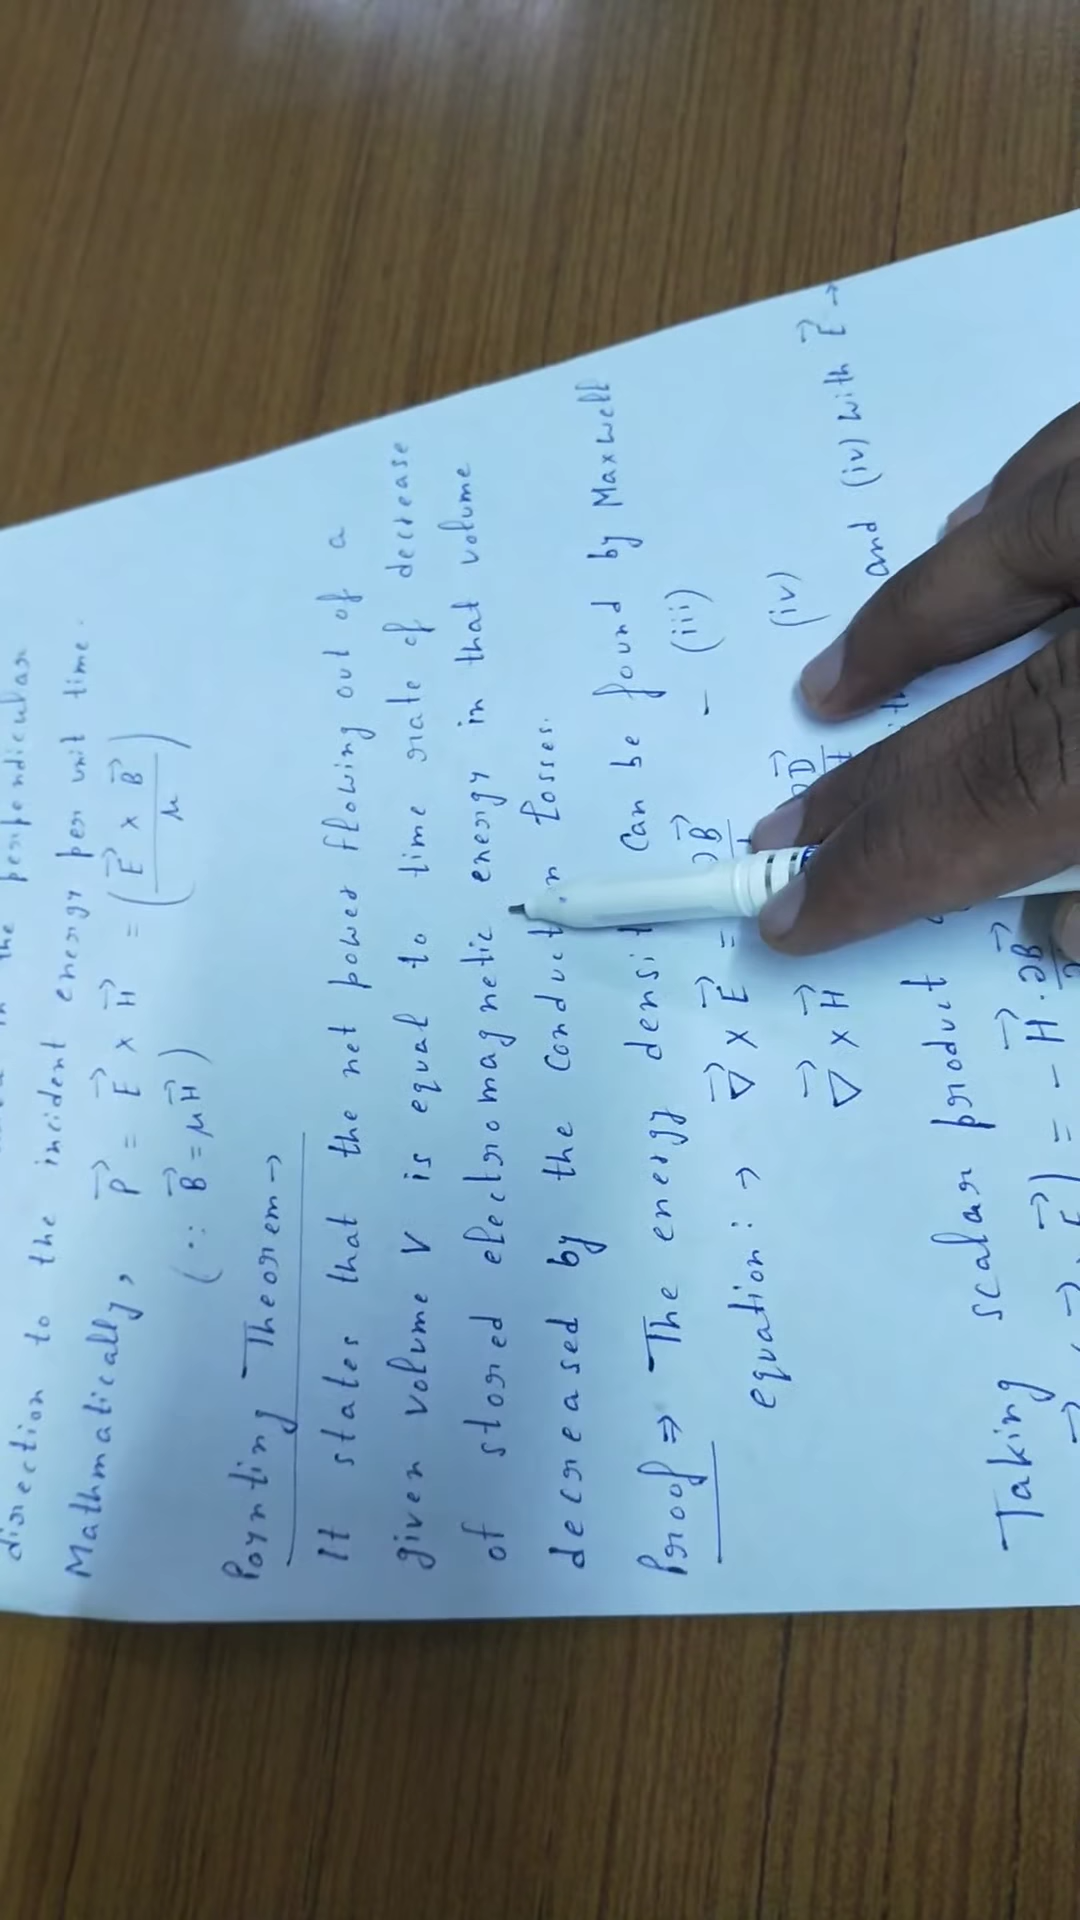 direction to the incident energy per unit time.
Mathmatically, P⃗ = E⃗ × H⃗ = (E⃗ × B⃗ / μ)
(∵ B⃗ = μH⃗)
Poynting Theorem →
It states that the net power flowing out of a
given volume V is equal to time rate of decrease
of stored electromagnetic energy in that volume
decreased by the conduction losses.
Proof ⇒ The energy density can be found by Maxwell
equation: → ∇⃗ × E⃗ = ∂B⃗ – (iii)
∇⃗ × H⃗ ∂D⃗ (iv)
Taking scalar product and (iv) with E⃗ →
= – H⃗ · ∂B⃗